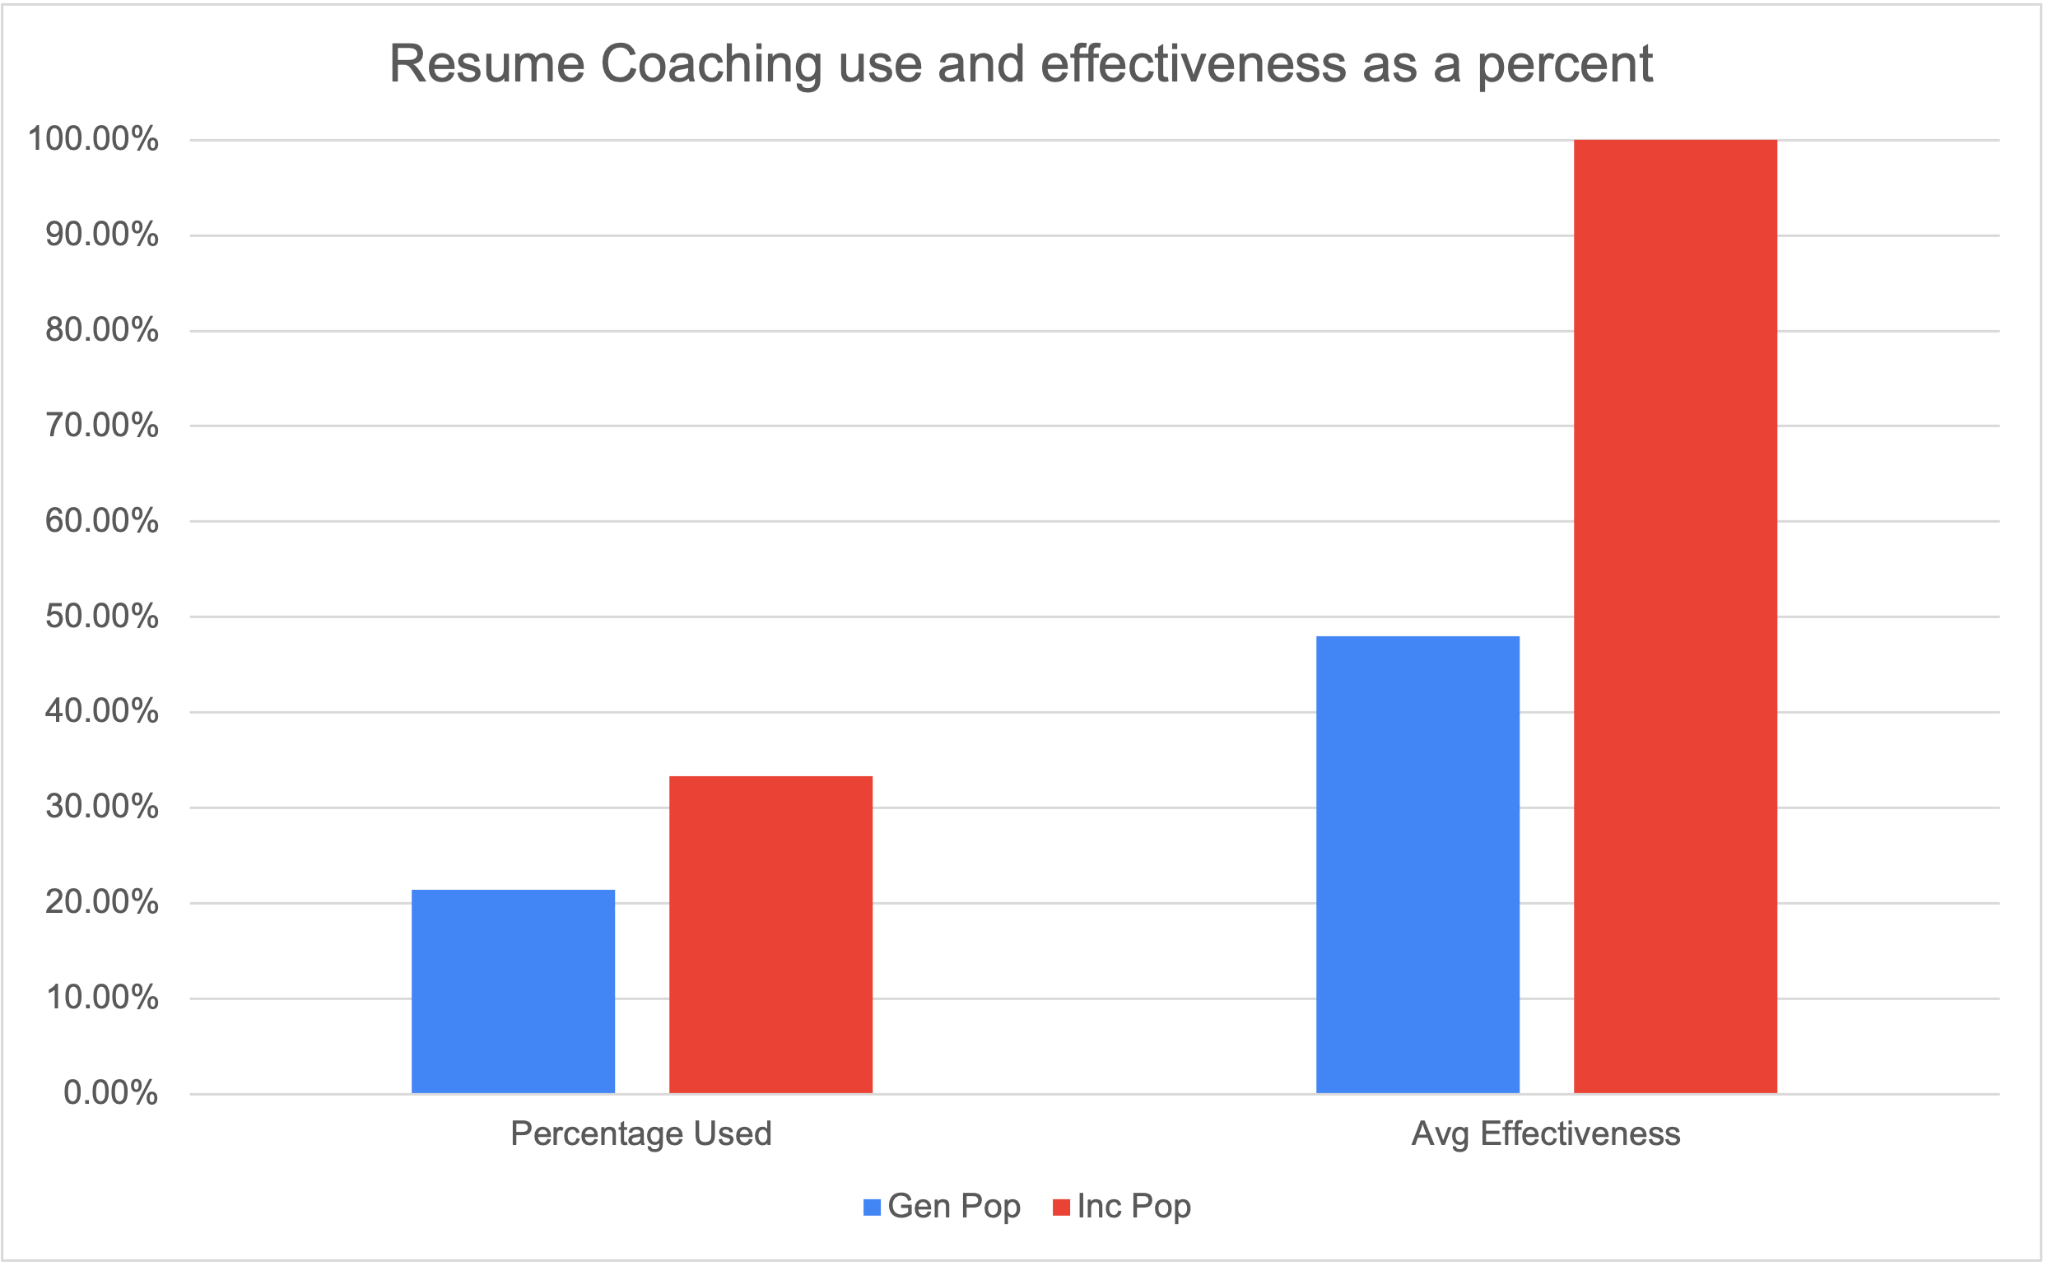 Resume Coaching use and effectiveness as a percent
100.00%
90.00%
80.00%
70.00%
60.00%
50.00%
40.00%
30.00%
20.00%
10.00%
0.00%
Percentage Used
Avg Effectiveness
Gen Pop
Inc Pop